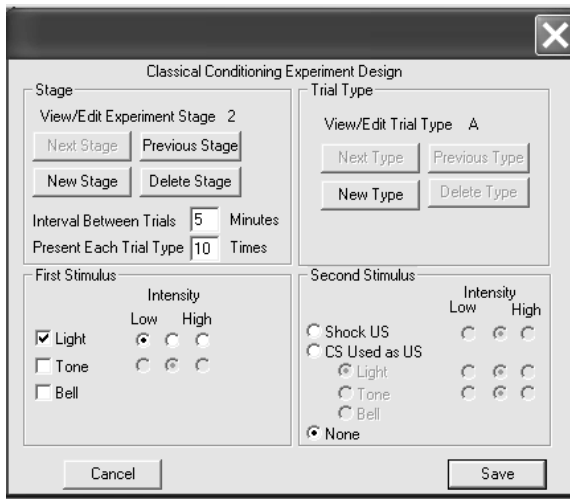 Classical Conditioning Experiment Design
Stage
View/Edit Experiment Stage 2
Next Stage Previous Stage
New Stage Delete Stage
Interval Between Trials 5 Minutes
Present Each Trial Type 10 Times
Trial Type
View/Edit Trial Type A
Next Type Previous Type
New Type Delete Type
First Stimulus
Intensity
Low High
Light
Tone
Bell
Second Stimulus
Intensity
Low High
Shock US
CS Used as US
Light
Tone
Bell
None
Cancel Save